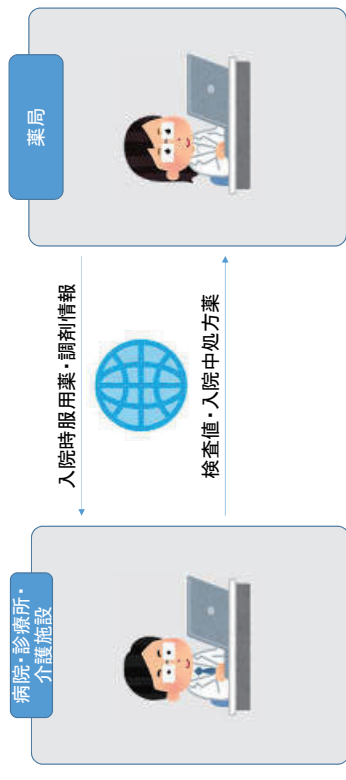 病院・診療所・
介護施設
入院時服用薬・調剤情報
検査値・入院中処方薬
薬局